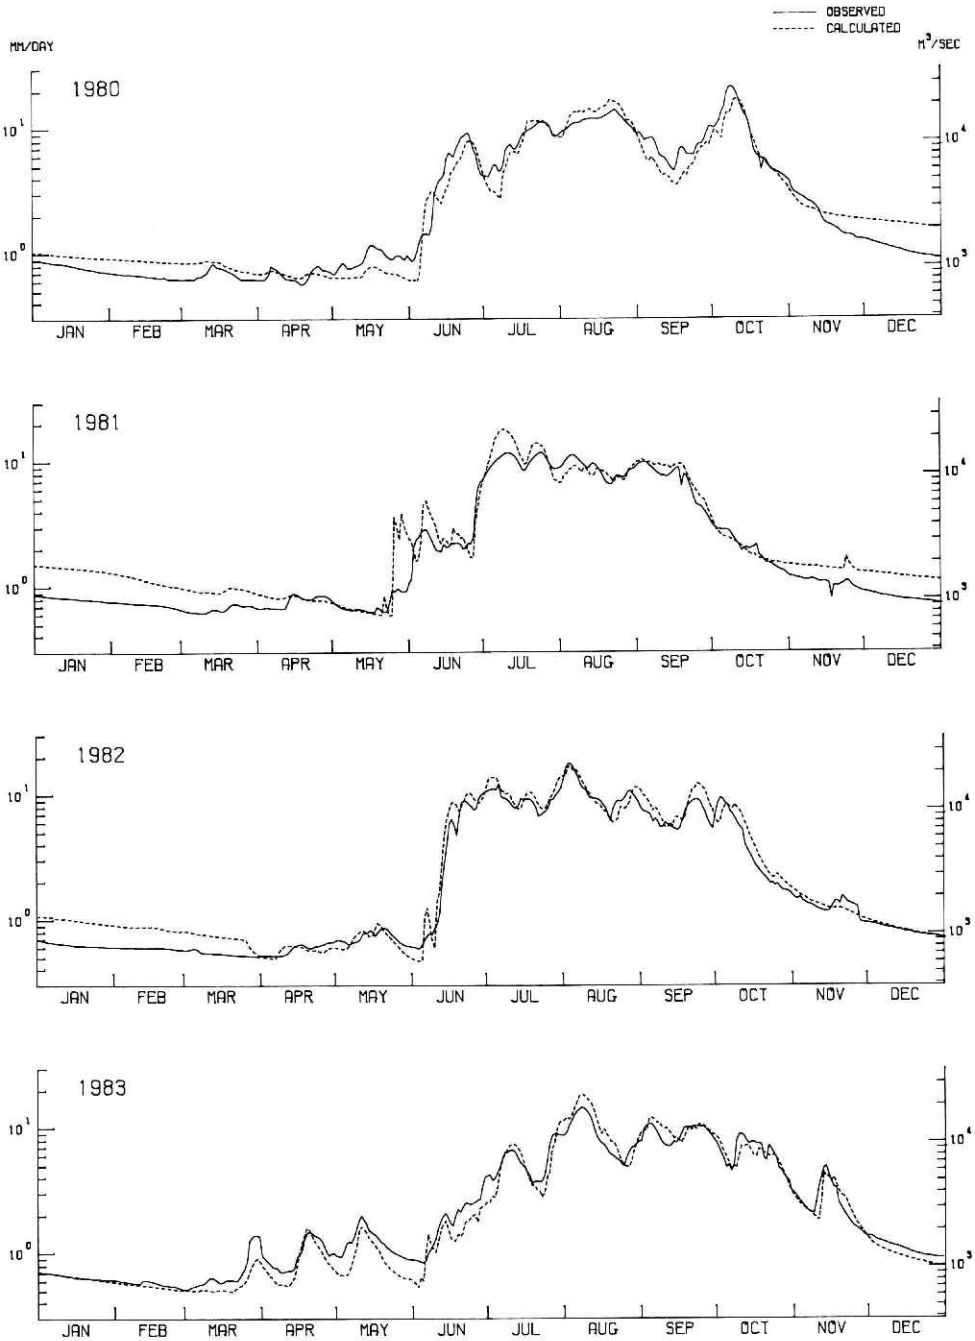 OBSERVED
CALCULATED
MM/DAY
M³/SEC
1980
10¹
10⁴
10⁰
10³
JAN FEB MAR APR MAY JUN JUL AUG SEP OCT NOV DEC
1981
10¹
10⁴
10⁰
10³
JAN FEB MAR APR MAY JUN JUL AUG SEP OCT NOV DEC
1982
10¹
10⁴
10⁰
10³
JAN FEB MAR APR MAY JUN JUL AUG SEP OCT NOV DEC
1983
10¹
10⁴
10⁰
10³
JAN FEB MAR APR MAY JUN JUL AUG SEP OCT NOV DEC